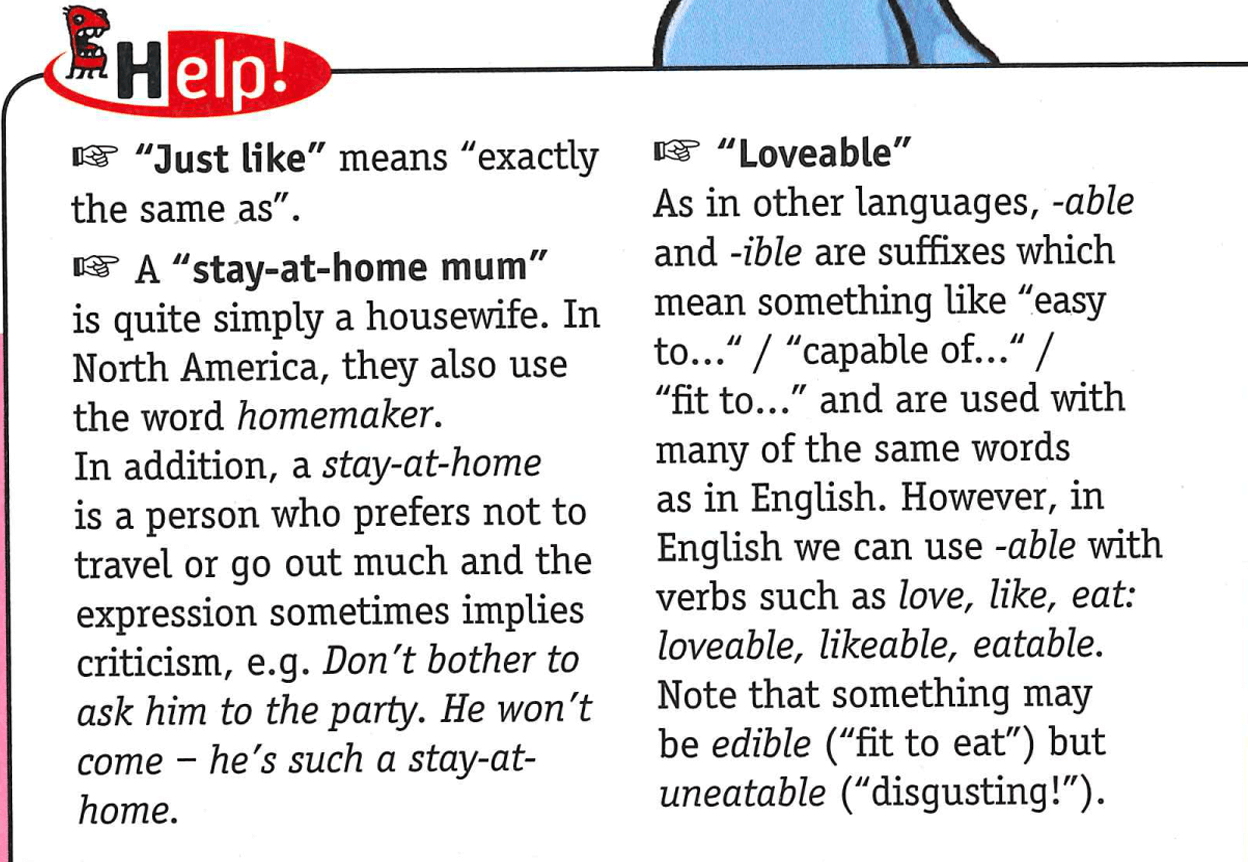 Help!
☞ “Just like” means “exactly
the same as”.
☞ A “stay-at-home mum”
is quite simply a housewife. In
North America, they also use
the word homemaker.
In addition, a stay-at-home
is a person who prefers not to
travel or go out much and the
expression sometimes implies
criticism, e.g. Don’t bother to
ask him to the party. He won’t
come – he’s such a stay-at-
home.
☞ “Loveable”
As in other languages, -able
and -ible are suffixes which
mean something like “easy
to...“ / “capable of...“ /
“fit to...” and are used with
many of the same words
as in English. However, in
English we can use -able with
verbs such as love, like, eat:
loveable, likeable, eatable.
Note that something may
be edible (“fit to eat”) but
uneatable (“disgusting!”).